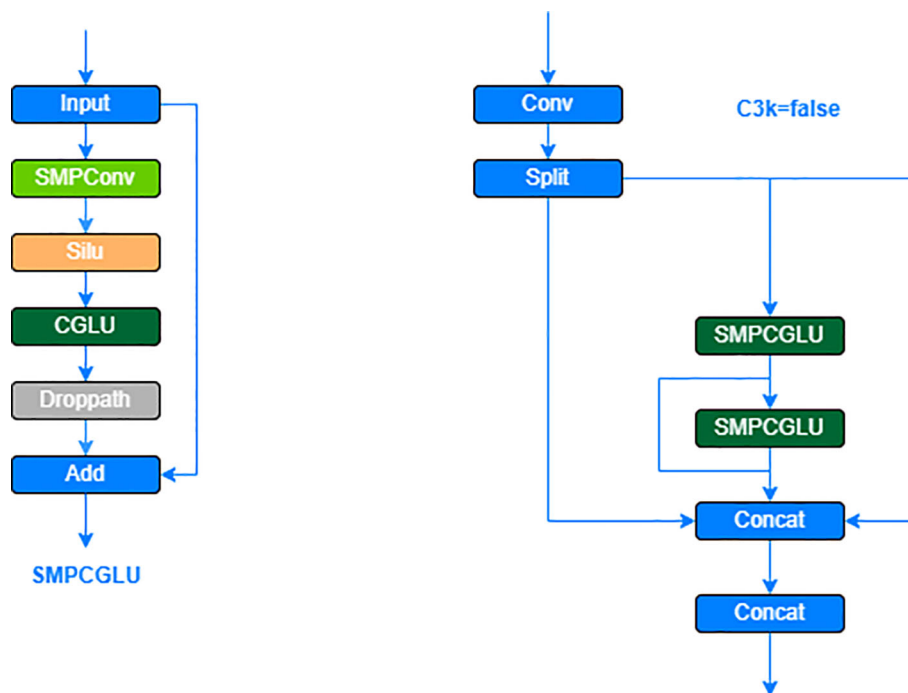 Input
SMPConv
Silu
CGLU
Droppath
Add
SMPCGLU
Conv
C3k=false
Split
SMPCGLU
SMPCGLU
Concat
Concat